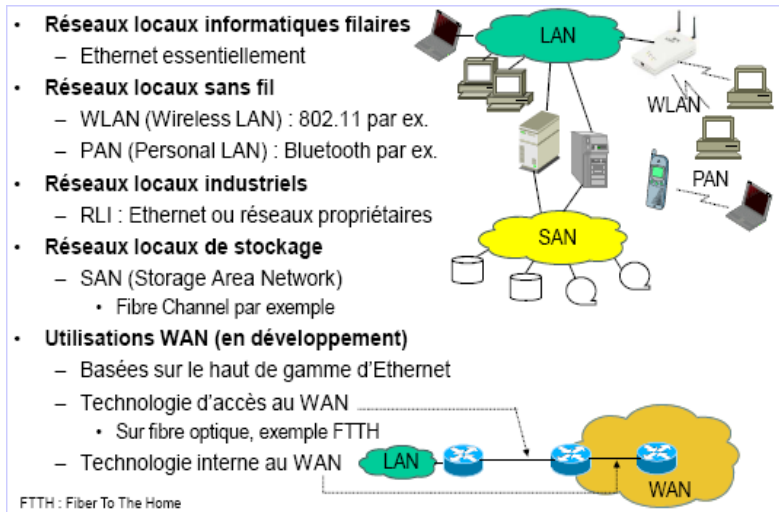 • Réseaux locaux informatiques filaires
– Ethernet essentiellement
• Réseaux locaux sans fil
– WLAN (Wireless LAN) : 802.11 par ex.
– PAN (Personal LAN) : Bluetooth par ex.
• Réseaux locaux industriels
– RLI : Ethernet ou réseaux propriétaires
• Réseaux locaux de stockage
– SAN (Storage Area Network)
• Fibre Channel par exemple
• Utilisations WAN (en développement)
– Basées sur le haut de gamme d'Ethernet
– Technologie d'accès au WAN
• Sur fibre optique, exemple FTTH
– Technologie interne au WAN
FTTH : Fiber To The Home
LAN
WLAN
PAN
SAN
LAN
WAN